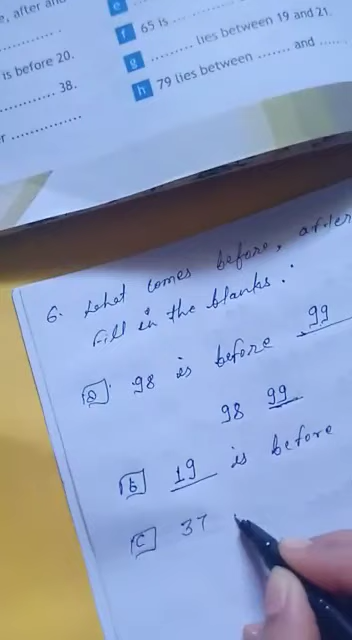 e, after and
e
is before 20.
f 65 is ..........
g .......... lies between 19 and 21.
.......... 38.
h 79 lies between ....... and .....
..........
6. What comes before, after
Fill in the blanks.
a 98 is before 99
98 99
b 19 is before
c 37